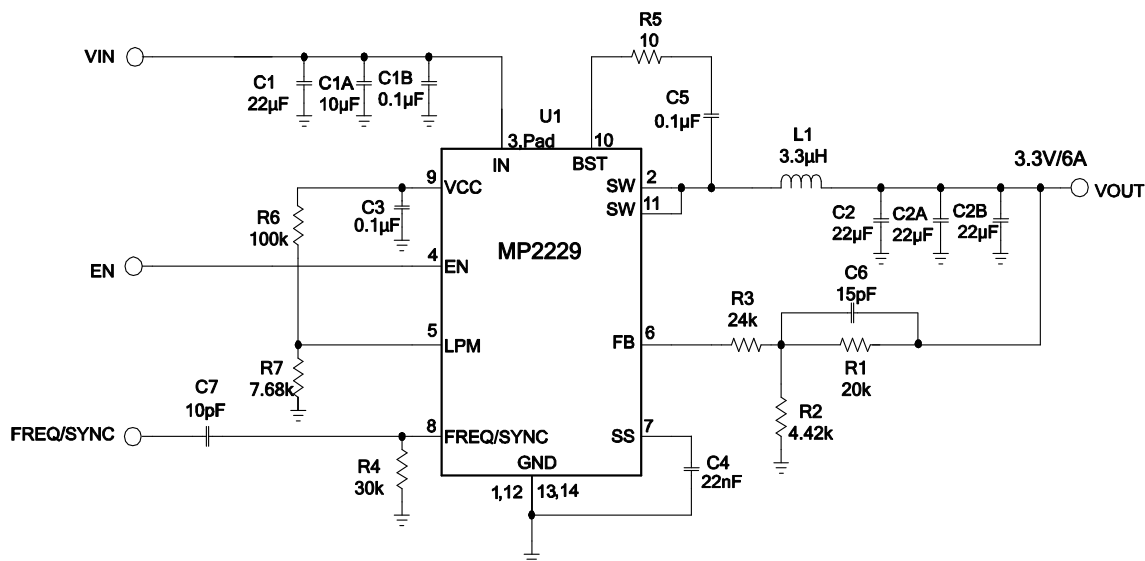 R5
10
VIN
C1
22µF
C1A
10µF
C1B
0.1µF
C5
0.1µF
U1
3,Pad
10
IN
BST
L1
3.3µH
3.3V/6A
VOUT
9
VCC
SW
2
SW
11
R6
100k
C3
0.1µF
C2
22µF
C2A
22µF
C2B
22µF
MP2229
EN
4
EN
C6
15pF
R3
24k
5
LPM
FB
6
R7
7.68k
R1
20k
C7
10pF
R2
4.42k
FREQ/SYNC
8
FREQ/SYNC
SS
7
R4
30k
GND
C4
22nF
1,12
13,14